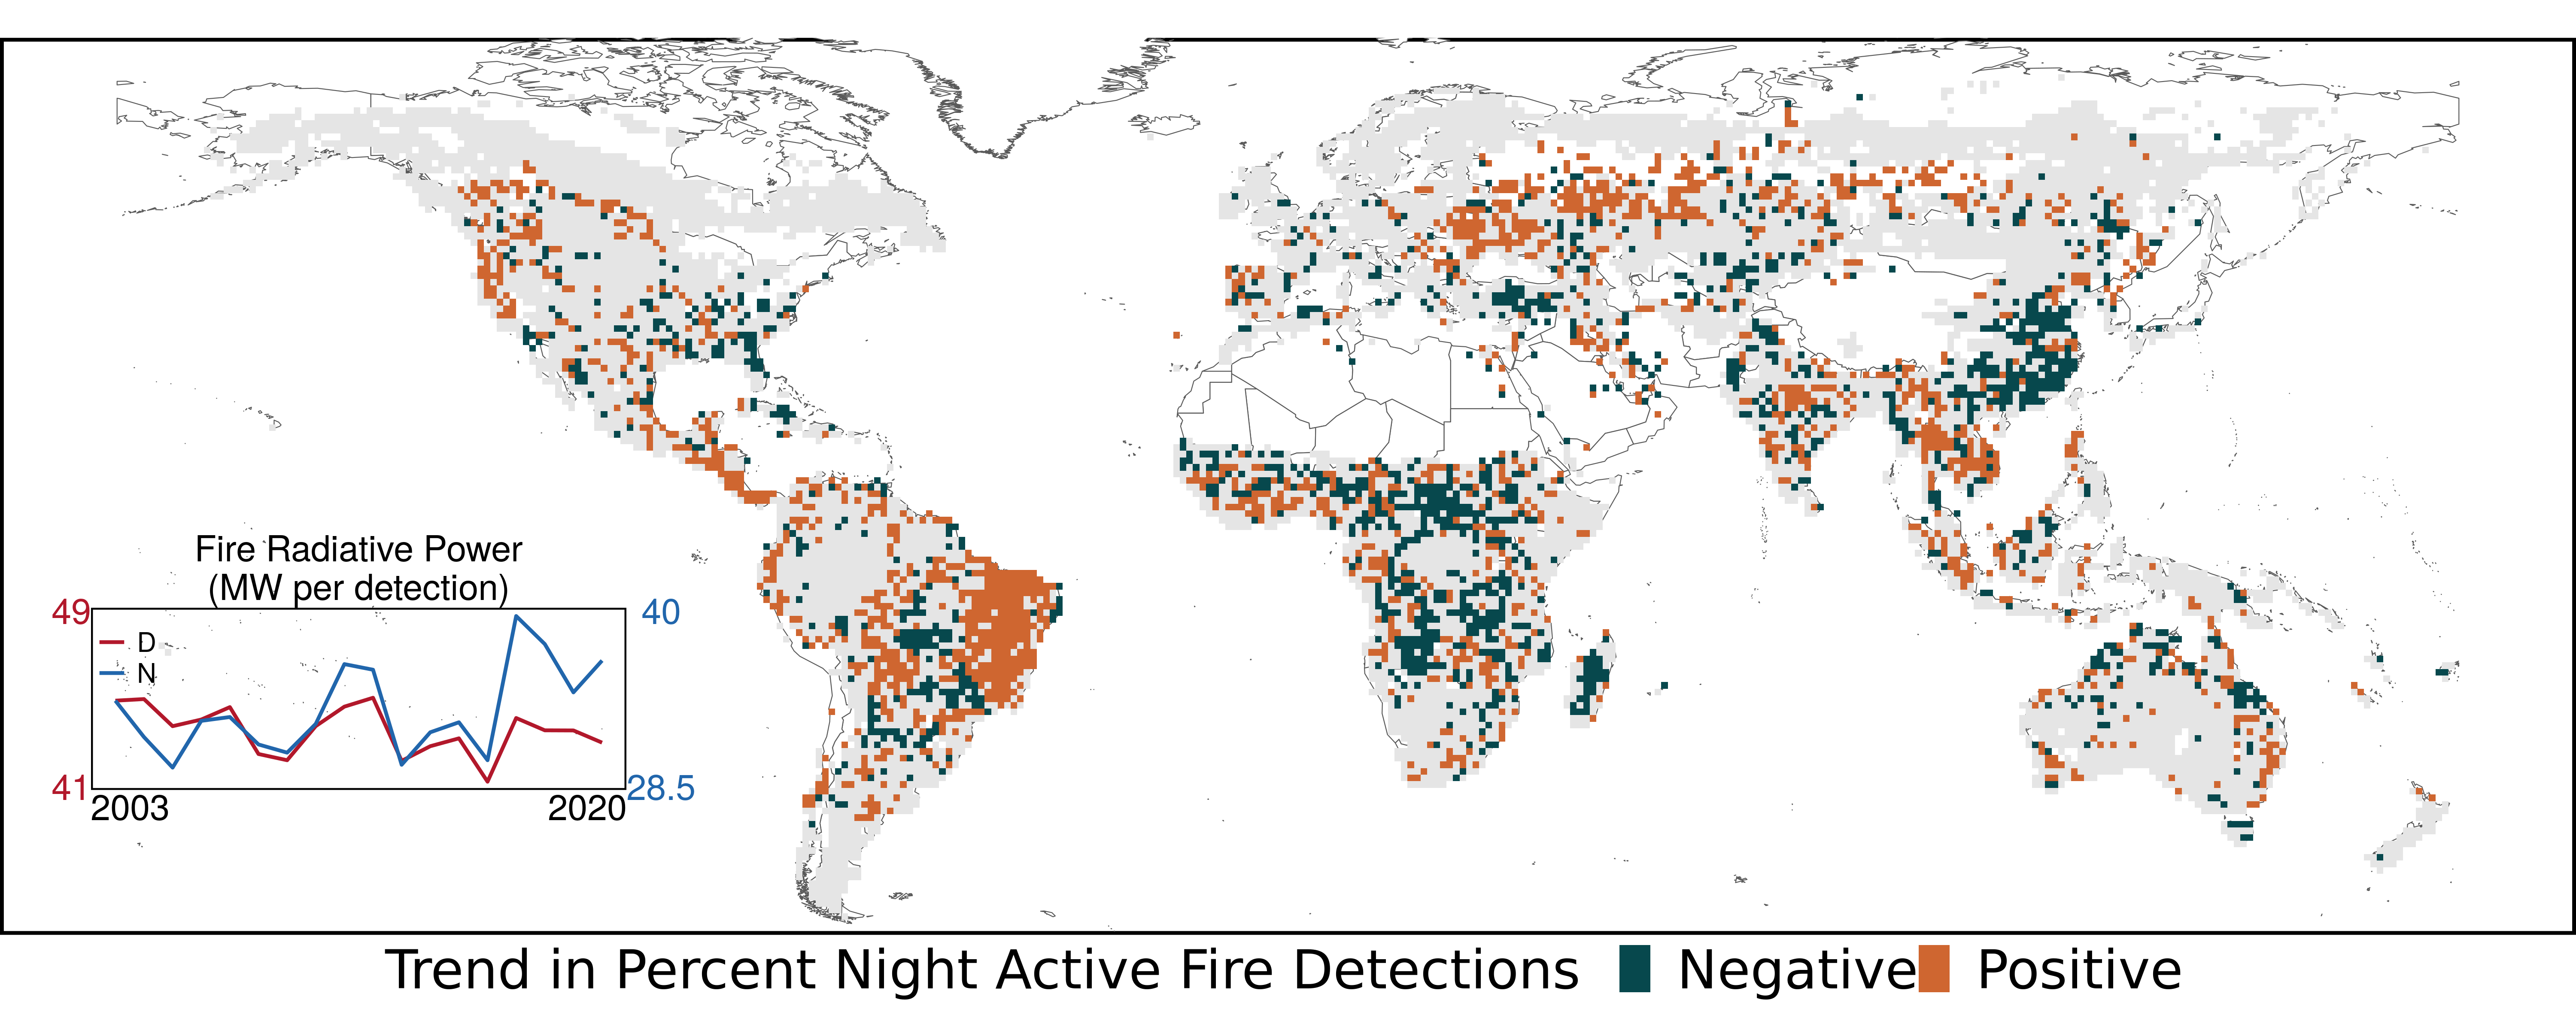 Fire Radiative Power
(MW per detection)
49
40
D
N
41
28.5
2003
2020
Trend in Percent Night Active Fire Detections Negative Positive